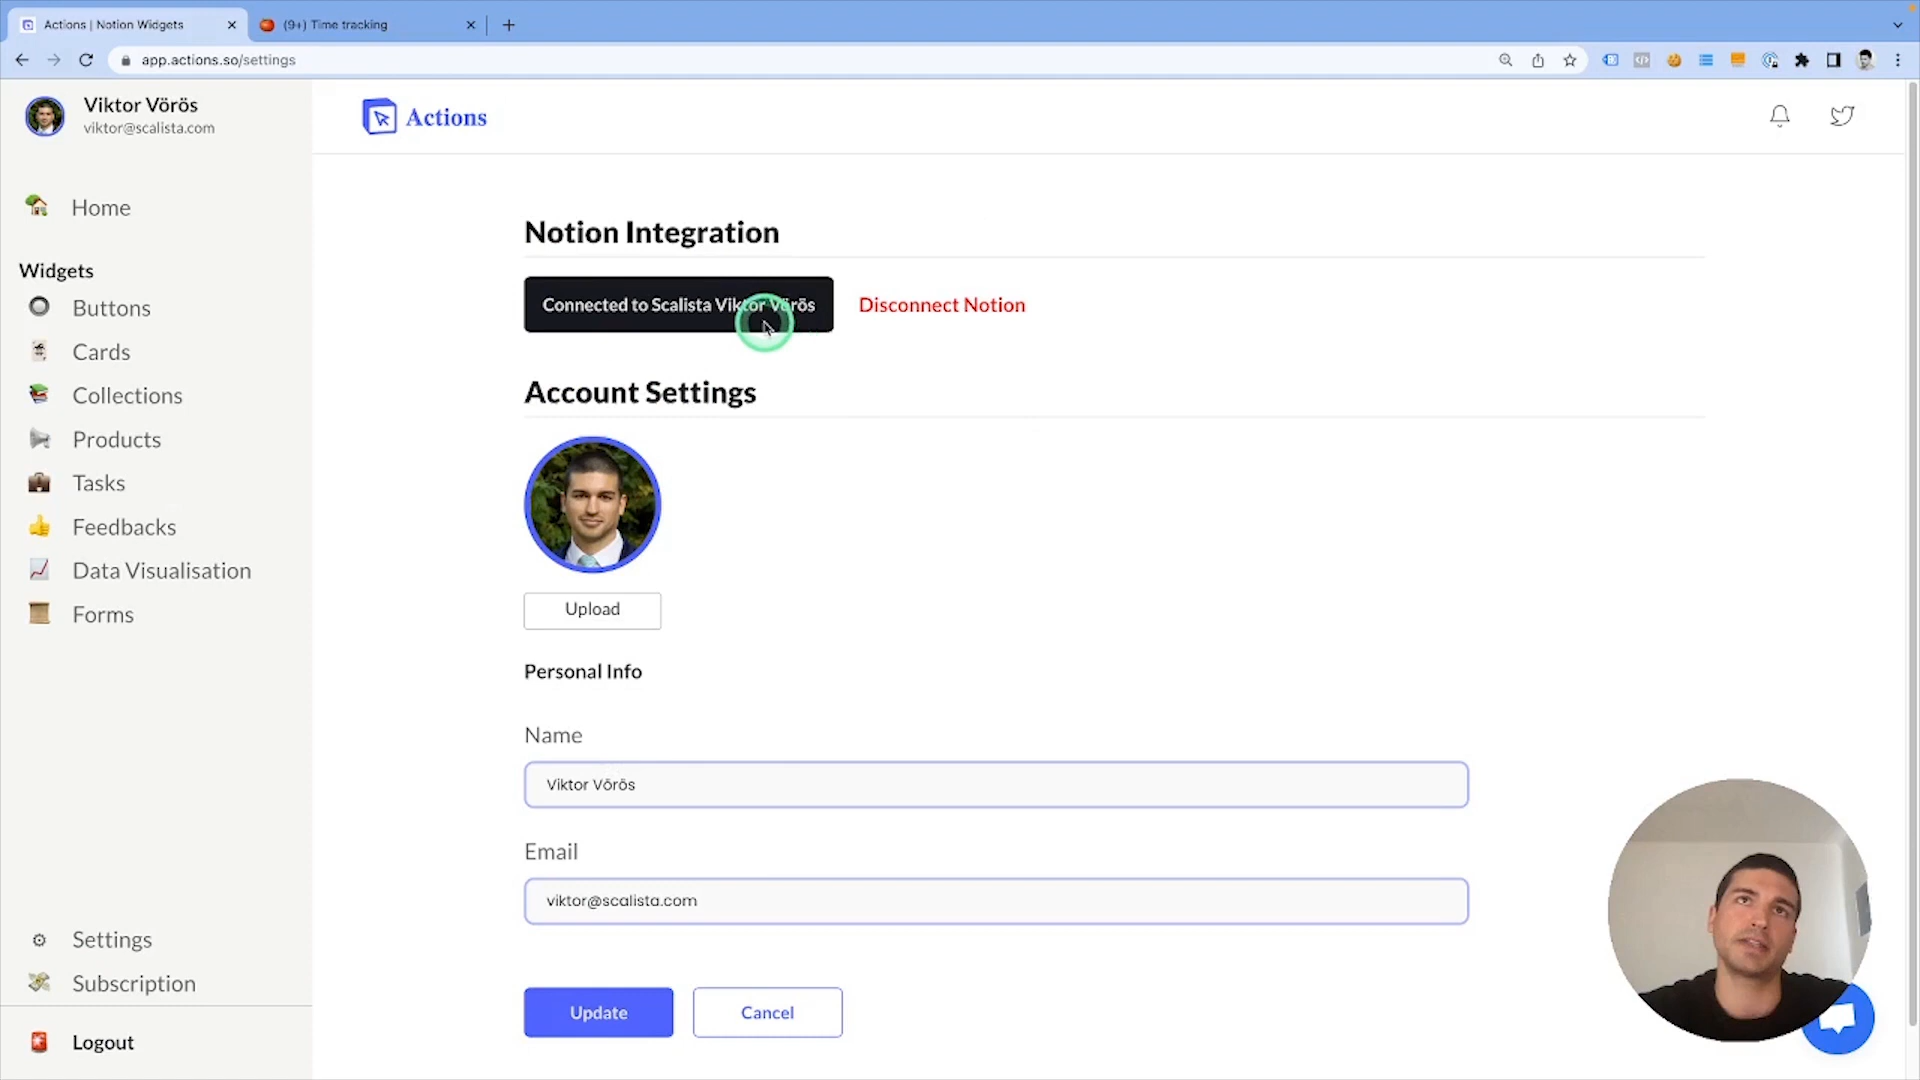 Actions | Notion Widgets
(9+) Time tracking
app.actions.so/settings
Viktor Vörös
viktor@scalista.com
Actions
Home
Widgets
Buttons
Cards
Collections
Products
Tasks
Feedbacks
Data Visualisation
Forms
Settings
Subscription
Logout
Notion Integration
Connected to Scalista Viktor Vörös
Disconnect Notion
Account Settings
Upload
Personal Info
Name
Viktor Vörös
Email
viktor@scalista.com
Update
Cancel